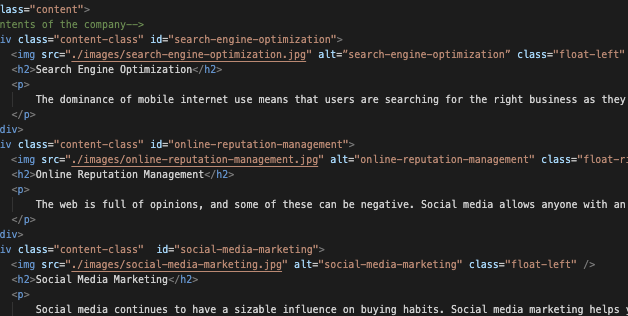 lass="content">
ntents of the company-->
iv class="content-class" id="search-engine-optimization">
<img src="./images/search-engine-optimization.jpg" alt="search-engine-optimization" class="float-left"
<h2>Search Engine Optimization</h2>
<p>
The dominance of mobile internet use means that users are searching for the right business as they
</p>
div>
iv class="content-class" id="online-reputation-management">
<img src="./images/online-reputation-management.jpg" alt="online-reputation-management" class="float-ri
<h2>Online Reputation Management</h2>
<p>
The web is full of opinions, and some of these can be negative. Social media allows anyone with an
</p>
div>
iv class="content-class"  id="social-media-marketing">
<img src="./images/social-media-marketing.jpg" alt="social-media-marketing" class="float-left" />
<h2>Social Media Marketing</h2>
<p>
Social media continues to have a sizable influence on buying habits. Social media marketing helps